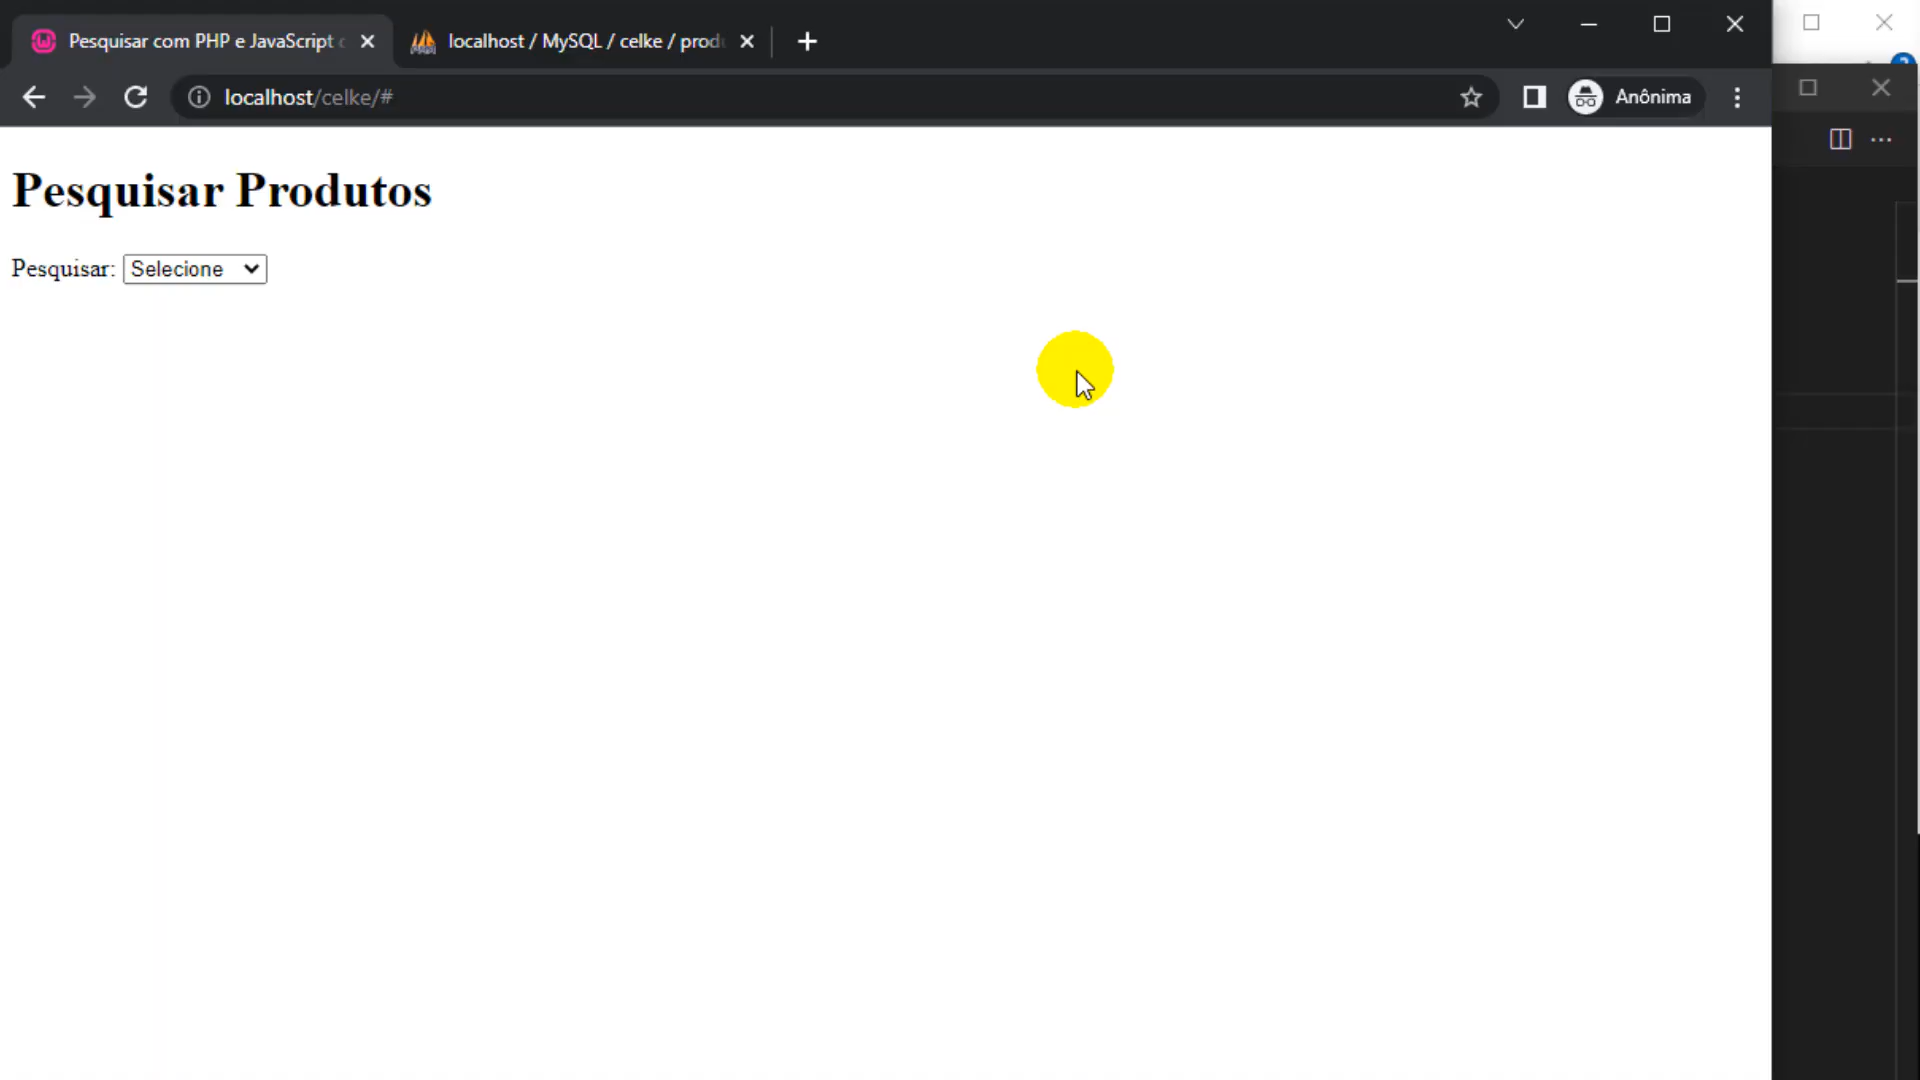 Pesquisar com PHP e JavaScript
localhost / MySQL / celke / prod
localhost/celke/#
Anônima
Pesquisar Produtos
Pesquisar: Selecione